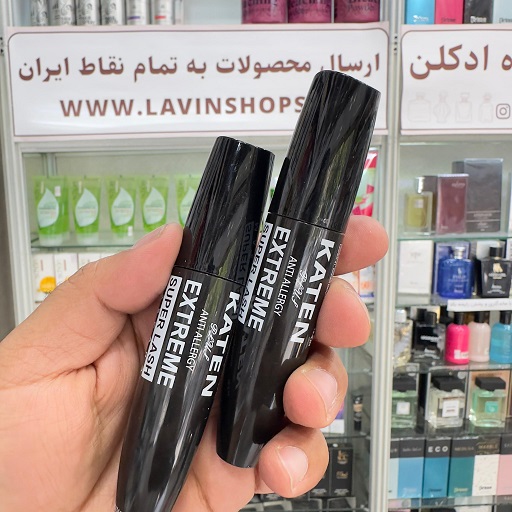 ارسال محصولات به تمام نقاط ایران
WWW.LAVINSHOPS
ه ادکلن
KATEN
ANTI ALLERGY
EXTREME
SUPER LASH
KATEN
ANTI ALLERGY
EXTREME
SUPER LASH
ECO